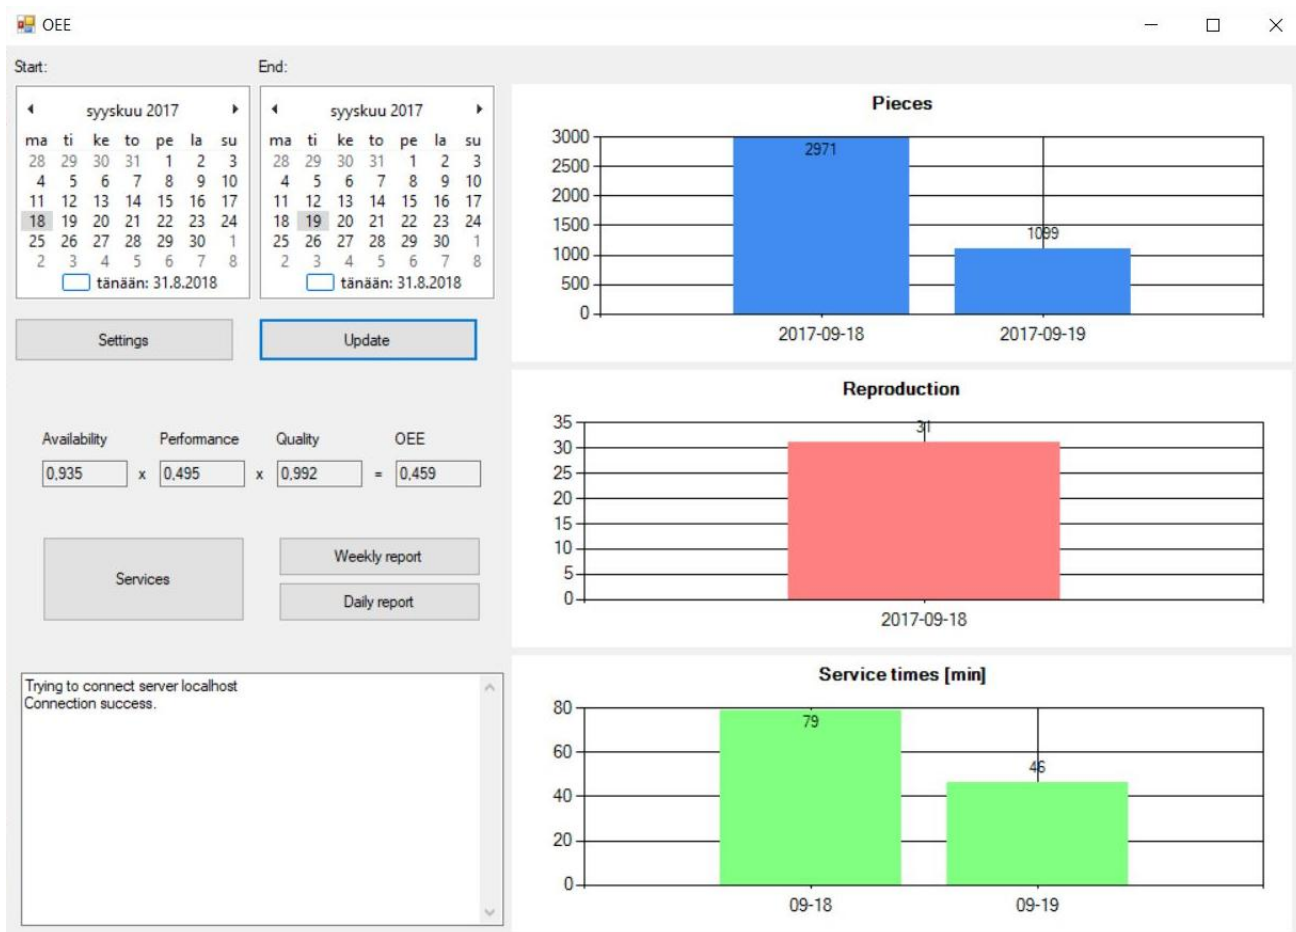 OEE
Start:
End:
syyskuu 2017
ma ti ke to pe la su
28 29 30 31 1 2 3
4 5 6 7 8 9 10
11 12 13 14 15 16 17
18 19 20 21 22 23 24
25 26 27 28 29 30 1
2 3 4 5 6 7 8
tänään: 31.8.2018
syyskuu 2017
ma ti ke to pe la su
28 29 30 31 1 2 3
4 5 6 7 8 9 10
11 12 13 14 15 16 17
18 19 20 21 22 23 24
25 26 27 28 29 30 1
2 3 4 5 6 7 8
tänään: 31.8.2018
Settings
Update
Availability Performance Quality OEE
0,935 x 0,495 x 0,992 = 0,459
Services
Weekly report
Daily report
Trying to connect server localhost
Connection success.
Pieces
3000
2500
2000
1500
1000
500
0
2971
1099
2017-09-18 2017-09-19
Reproduction
35
30
25
20
15
10
5
0
31
2017-09-18
Service times [min]
80
60
40
20
0
79
46
09-18 09-19